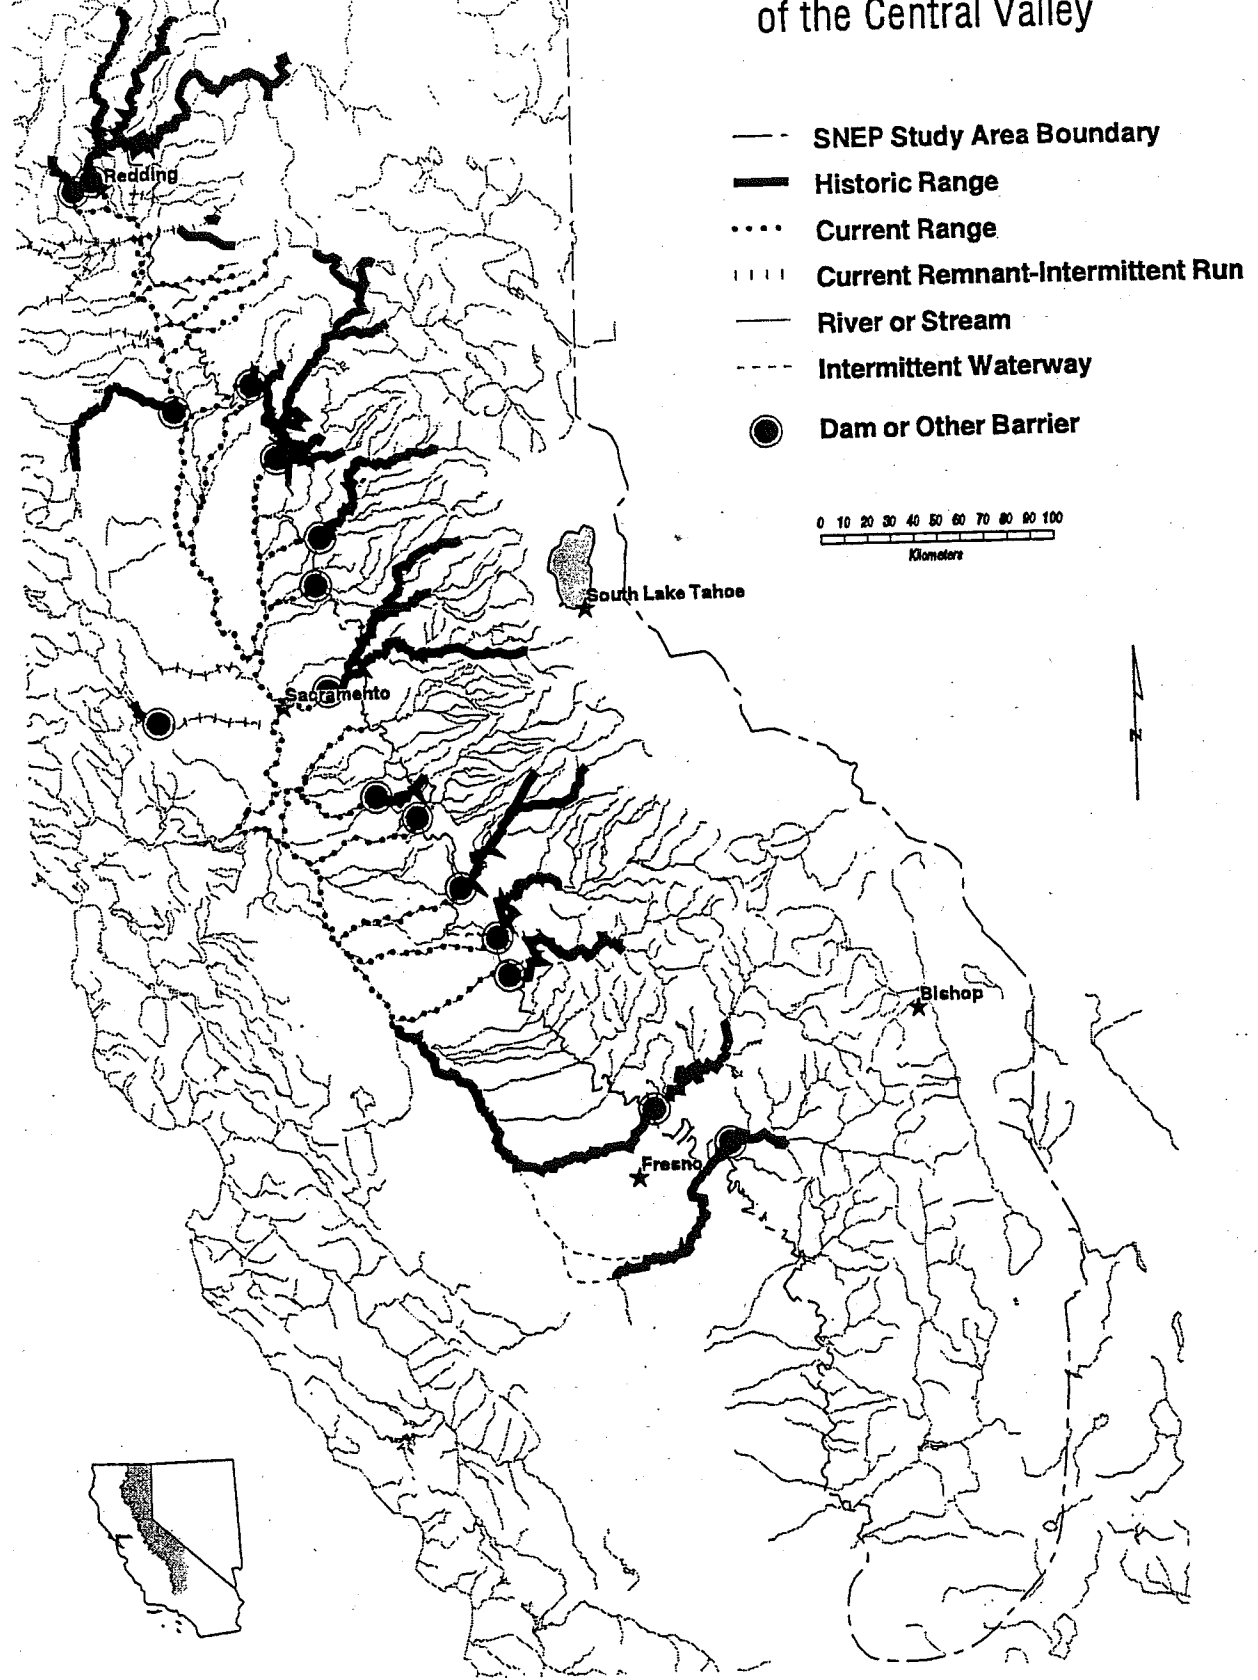 of the Central Valley
SNEP Study Area Boundary
Historic Range
Current Range
Current Remnant-Intermittent Run
River or Stream
Intermittent Waterway
Dam or Other Barrier
0 10 20 30 40 50 60 70 80 90 100
Kilometers
Redding
South Lake Tahoe
Sacramento
N
Bishop
Fresno